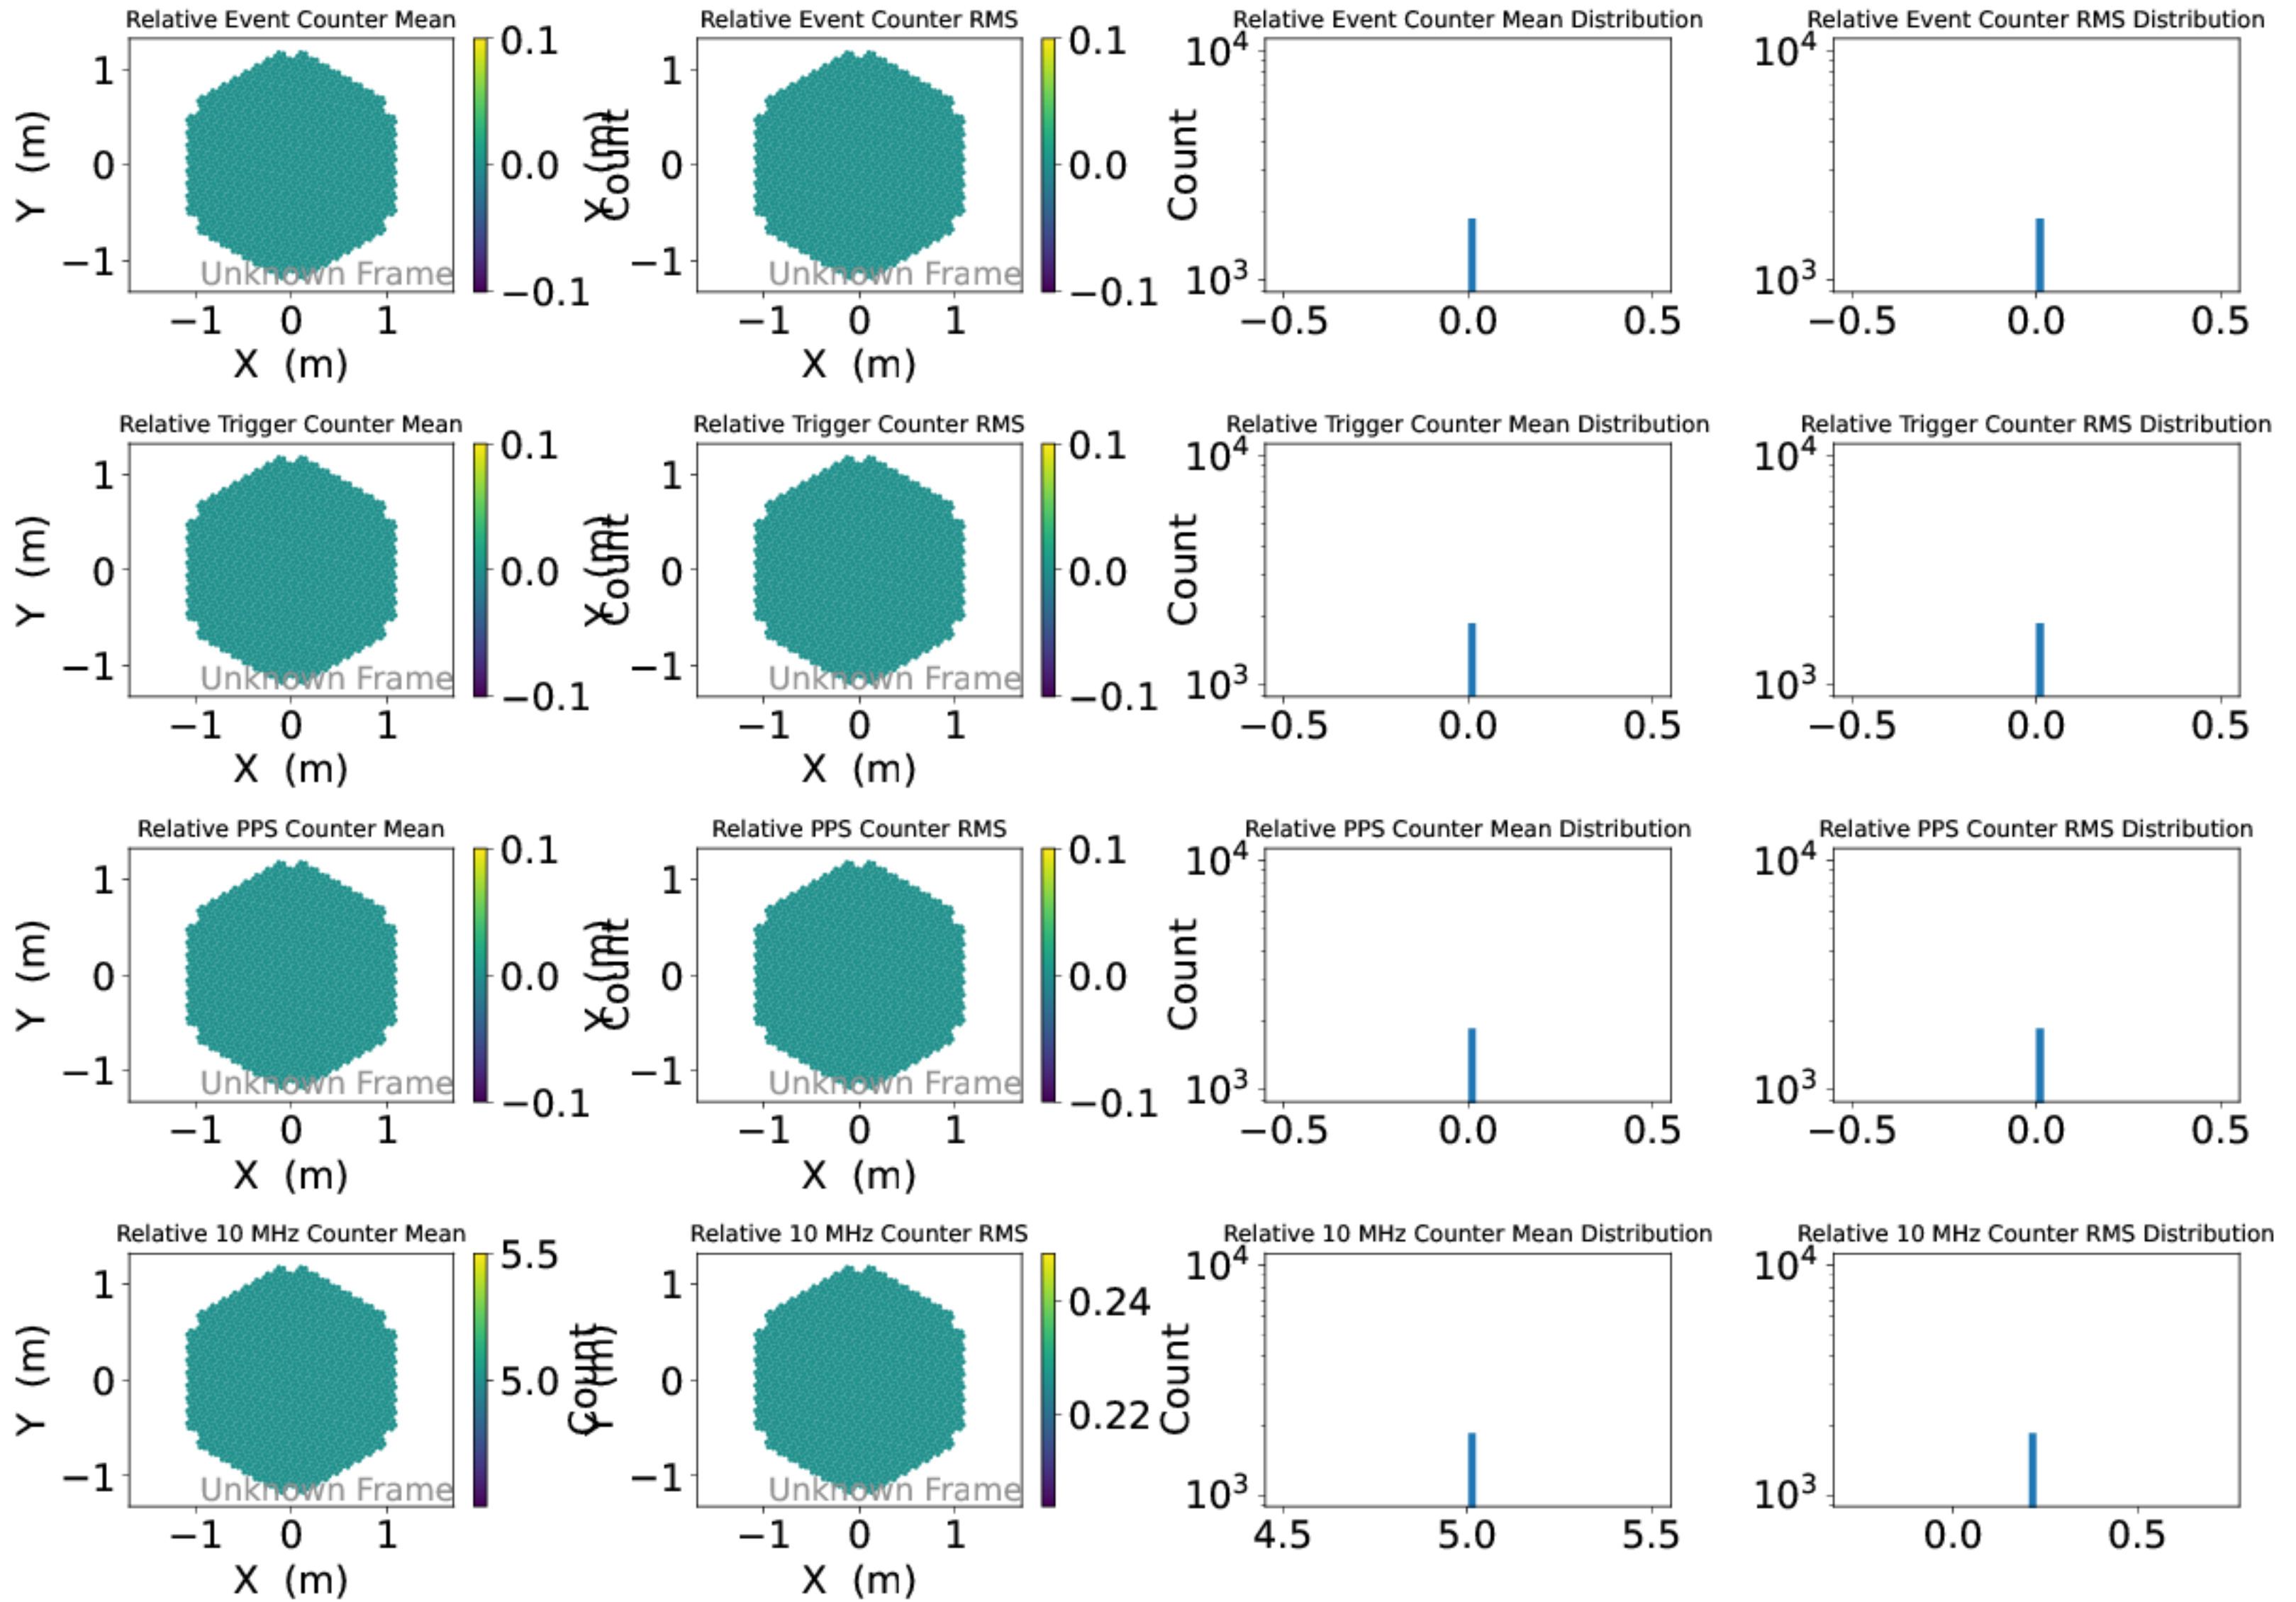 Relative Event Counter Mean
Y (m)
1
0
−1
−1 0 1
X (m)
Unknown Frame
0.1
0.0
−0.1
Count
Relative Event Counter RMS
Y (m)
1
0
−1
−1 0 1
X (m)
Unknown Frame
0.1
0.0
−0.1
Relative Event Counter Mean Distribution
Count
10⁴
10³
−0.5 0.0 0.5
Relative Event Counter RMS Distribution
10⁴
10³
−0.5 0.0 0.5
Relative Trigger Counter Mean
Y (m)
1
0
−1
−1 0 1
X (m)
Unknown Frame
0.1
0.0
−0.1
Count
Relative Trigger Counter RMS
Y (m)
1
0
−1
−1 0 1
X (m)
Unknown Frame
0.1
0.0
−0.1
Relative Trigger Counter Mean Distribution
Count
10⁴
10³
−0.5 0.0 0.5
Relative Trigger Counter RMS Distribution
10⁴
10³
−0.5 0.0 0.5
Relative PPS Counter Mean
Y (m)
1
0
−1
−1 0 1
X (m)
Unknown Frame
0.1
0.0
−0.1
Count
Relative PPS Counter RMS
Y (m)
1
0
−1
−1 0 1
X (m)
Unknown Frame
0.1
0.0
−0.1
Relative PPS Counter Mean Distribution
Count
10⁴
10³
−0.5 0.0 0.5
Relative PPS Counter RMS Distribution
10⁴
10³
−0.5 0.0 0.5
Relative 10 MHz Counter Mean
Y (m)
1
0
−1
−1 0 1
X (m)
Unknown Frame
5.5
5.0
Count
Relative 10 MHz Counter RMS
Y (m)
1
0
−1
−1 0 1
X (m)
Unknown Frame
0.24
0.22
Relative 10 MHz Counter Mean Distribution
Count
10⁴
10³
4.5 5.0 5.5
Relative 10 MHz Counter RMS Distribution
10⁴
10³
0.0 0.5